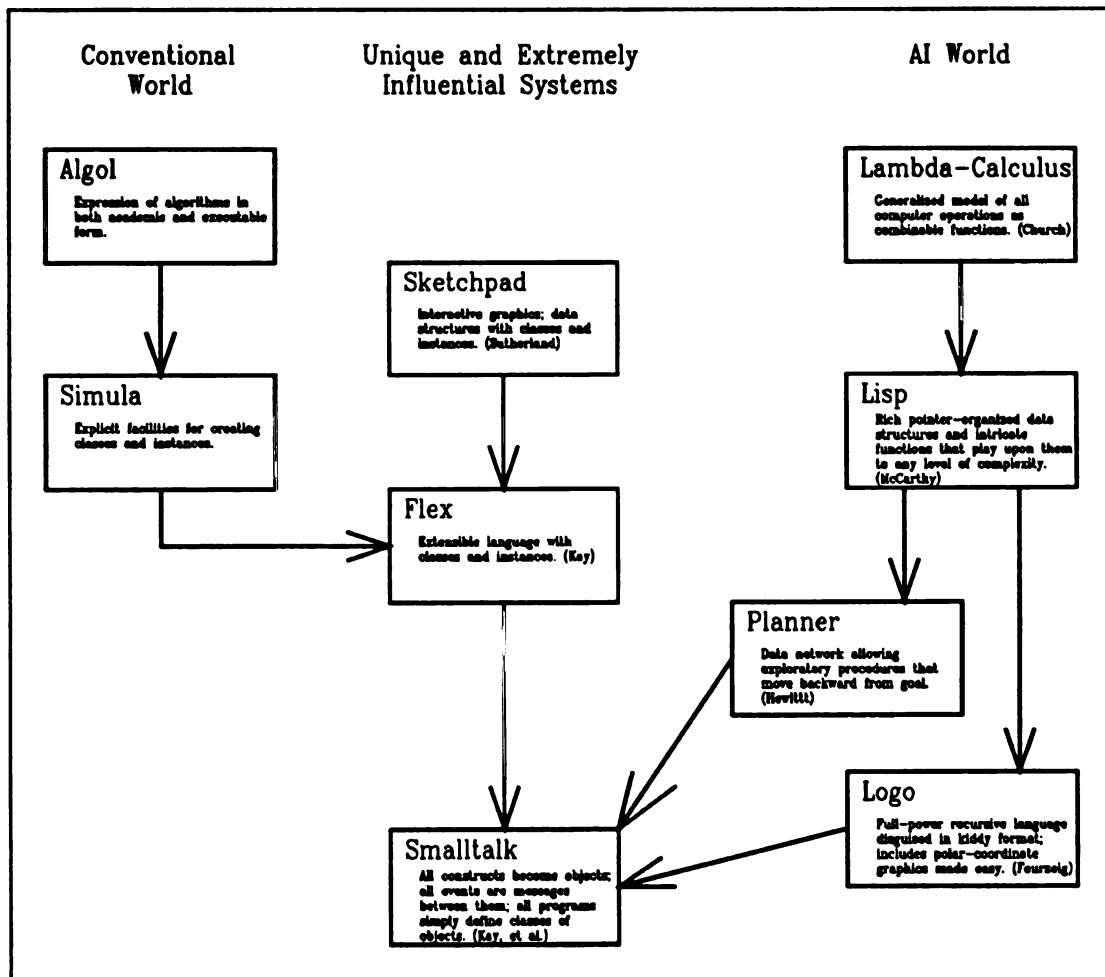 Conventional
World
Unique and Extremely
Influential Systems
AI World
Algol
Expression of algorithms in
both academic and executable
form.
Lambda-Calculus
Generalized model of all
computer operations as
combinable functions. (Church)
Sketchpad
Interactive graphics; data
structures with classes and
instances. (Sutherland)
Simula
Explicit facilities for creating
classes and instances.
Lisp
Rich pointer-organized data
structures and intricate
functions that play upon them
to any level of complexity.
(McCarthy)
Flex
Extensible language with
classes and instances. (Kay)
Planner
Data network allowing
exploratory procedures that
move backward from goal.
(Hewittt)
Logo
Full-power recursive language
disguised in kiddy format;
includes polar-coordinate
graphics made easy. (Feurzeig)
Smalltalk
All constructs become objects;
all events are messages
between them; all programs
simply define classes of
objects. (Kay, et al.)